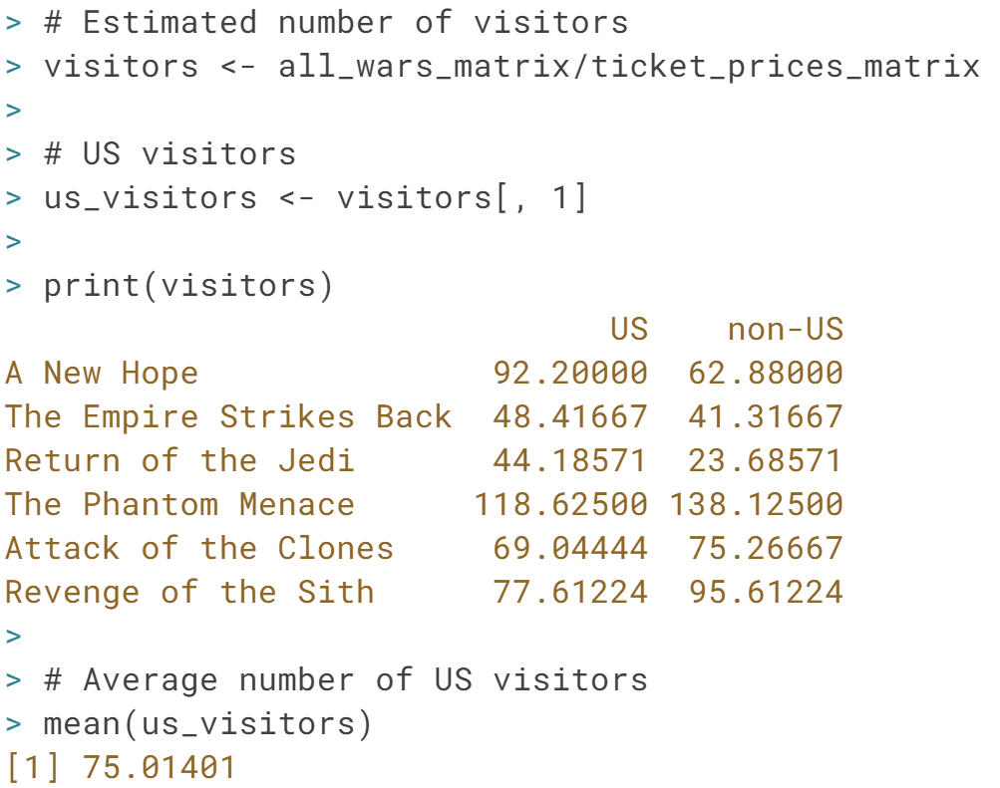 > # Estimated number of visitors
> visitors <- all_wars_matrix/ticket_prices_matrix
>
> # US visitors
> us_visitors <- visitors[, 1]
>
> print(visitors)
                               US    non-US
A New Hope               92.20000  62.88000
The Empire Strikes Back  48.41667  41.31667
Return of the Jedi       44.18571  23.68571
The Phantom Menace      118.62500 138.12500
Attack of the Clones     69.04444  75.26667
Revenge of the Sith      77.61224  95.61224
>
> # Average number of US visitors
> mean(us_visitors)
[1] 75.01401